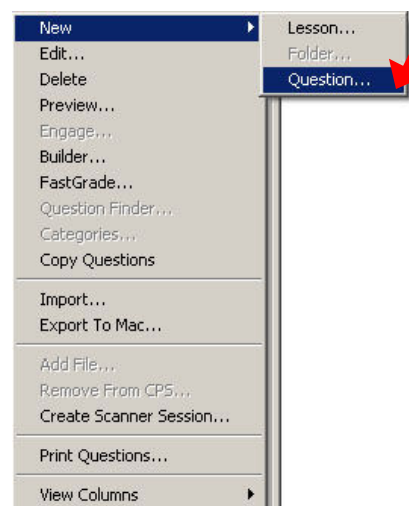 New
Lesson...
Edit...
Folder...
Delete
Question...
Preview...
Engage...
Builder...
FastGrade...
Question Finder...
Categories...
Copy Questions
Import...
Export To Mac...
Add File...
Remove From CPS...
Create Scanner Session...
Print Questions...
View Columns